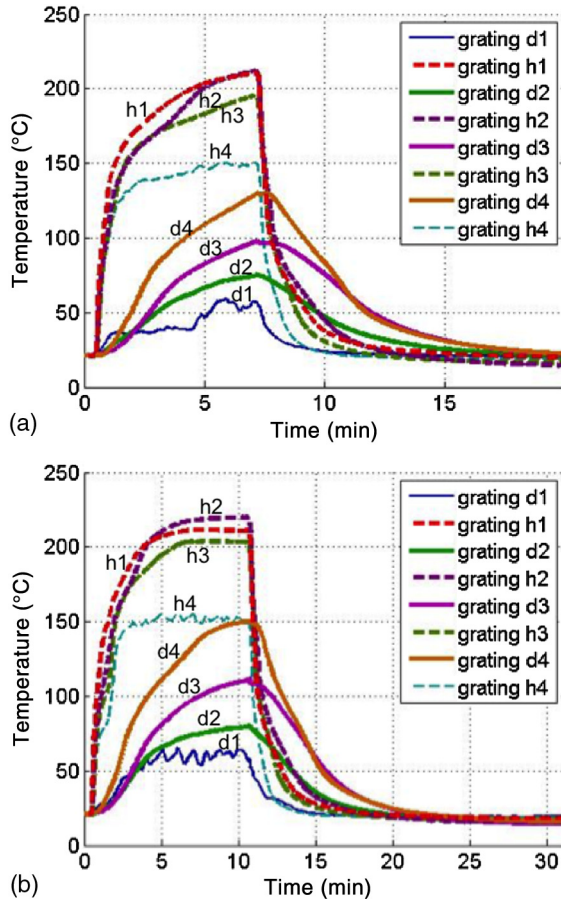 250
200
150
100
50
0
Temperature (°C)
h1
h2
h3
h4
d4
d3
d2
d1
grating d1
grating h1
grating d2
grating h2
grating d3
grating h3
grating d4
grating h4
0 5 10 15
Time (min)
(a)
250
200
150
100
50
0
Temperature (°C)
h2
h1
h3
h4
d4
d3
d2
d1
grating d1
grating h1
grating d2
grating h2
grating d3
grating h3
grating d4
grating h4
0 5 10 15 20 25 30
Time (min)
(b)